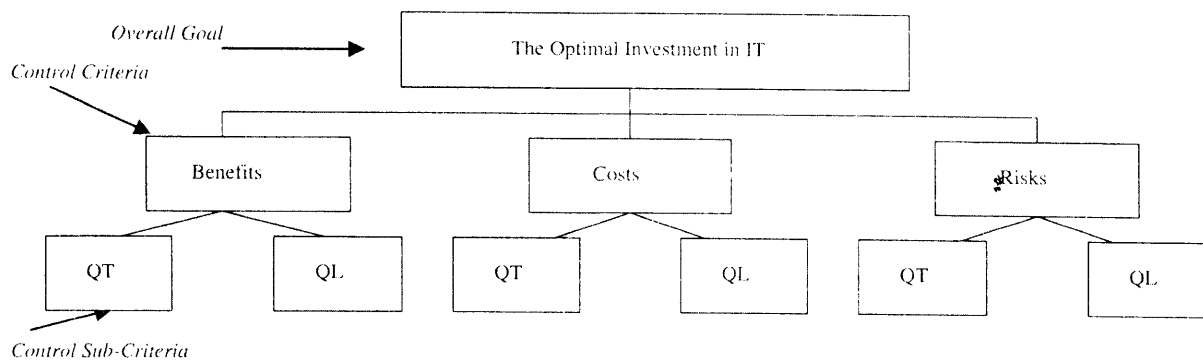 Overall Goal
The Optimal Investment in IT
Control Criteria
Benefits
Costs
Risks
QT
QL
QT
QL
QT
QL
Control Sub-Criteria